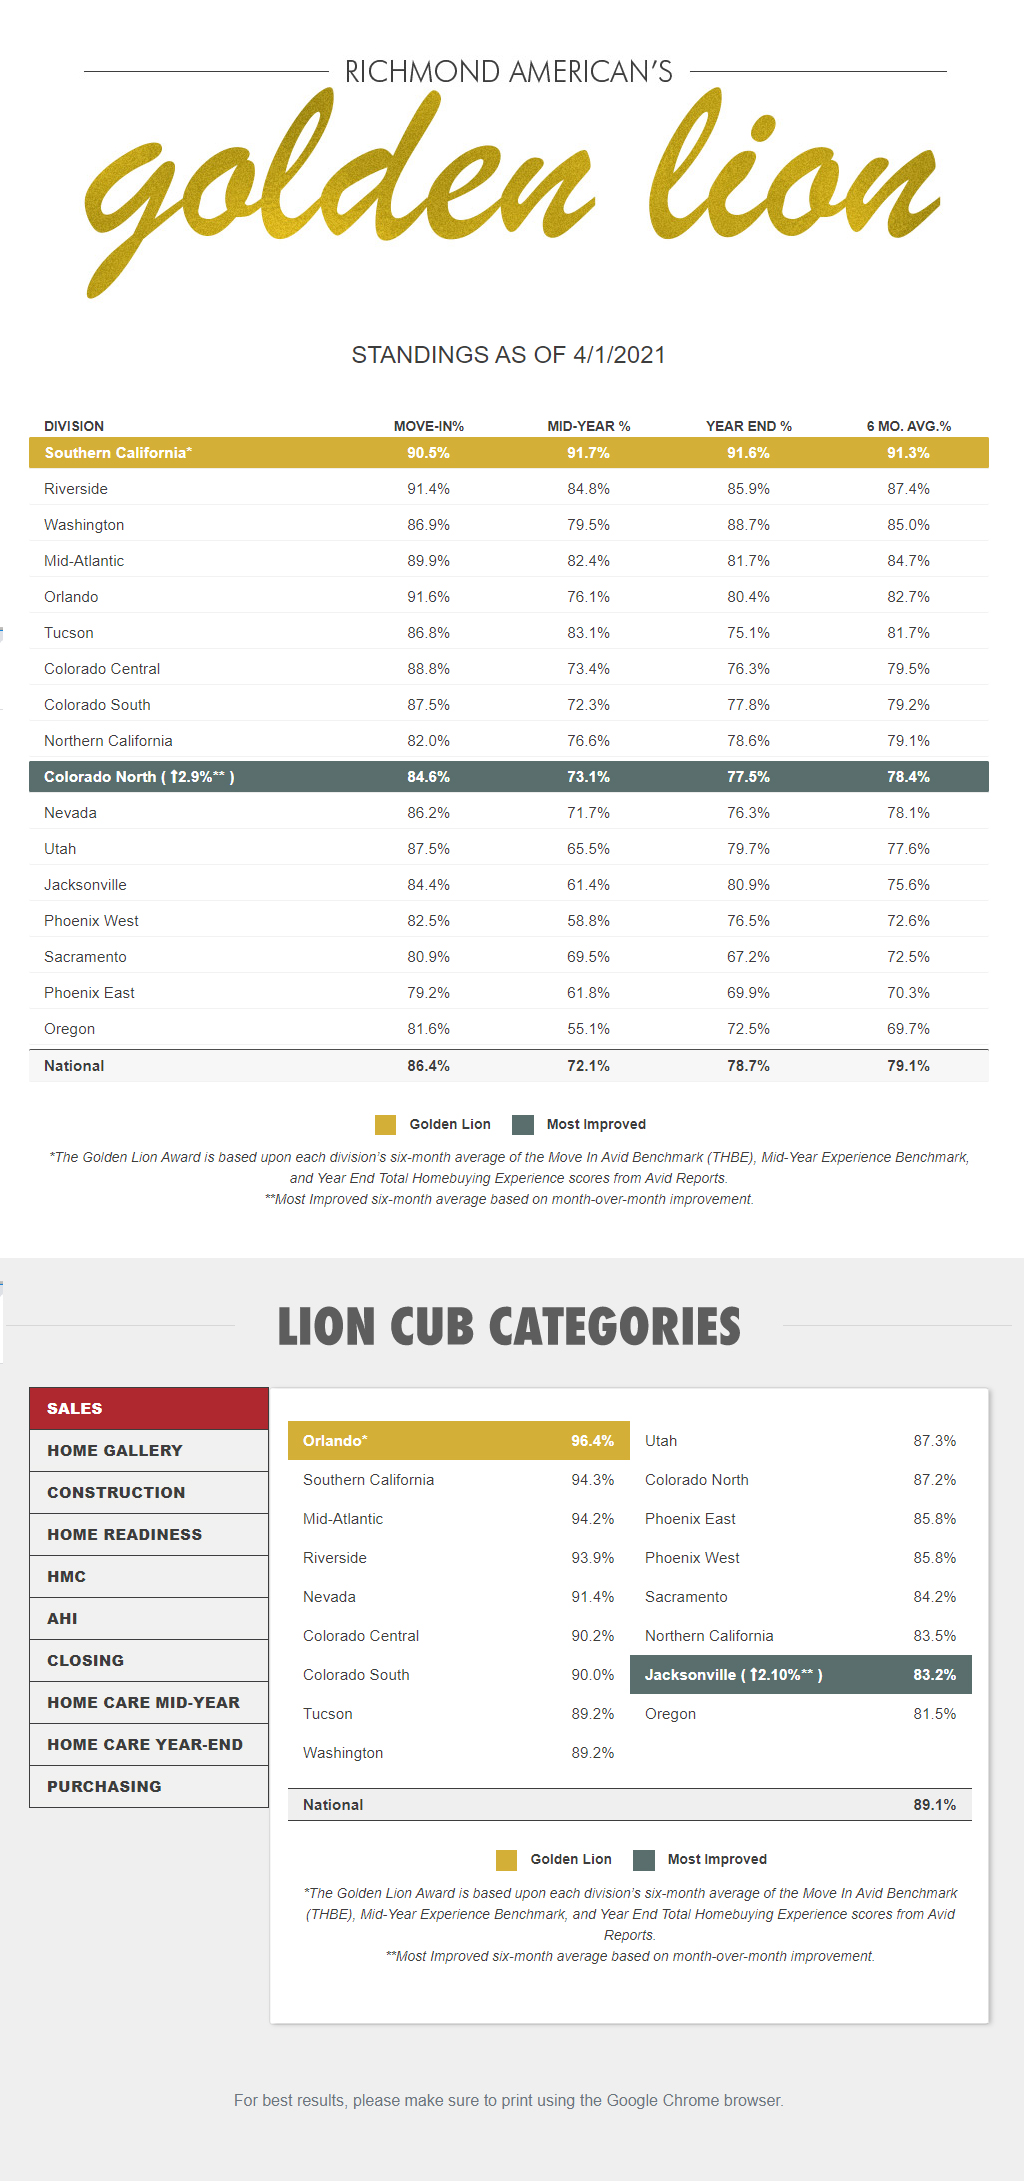 RICHMOND AMERICAN'S
golden lion
STANDINGS AS OF 4/1/2021
DIVISION MOVE-IN% MID-YEAR % YEAR END % 6 MO. AVG.%
Southern California* 90.5% 91.7% 91.6% 91.3%
Riverside 91.4% 84.8% 85.9% 87.4%
Washington 86.9% 79.5% 88.7% 85.0%
Mid-Atlantic 89.9% 82.4% 81.7% 84.7%
Orlando 91.6% 76.1% 80.4% 82.7%
Tucson 86.8% 83.1% 75.1% 81.7%
Colorado Central 88.8% 73.4% 76.3% 79.5%
Colorado South 87.5% 72.3% 77.8% 79.2%
Northern California 82.0% 76.6% 78.6% 79.1%
Colorado North ( ↑2.9%** ) 84.6% 73.1% 77.5% 78.4%
Nevada 86.2% 71.7% 76.3% 78.1%
Utah 87.5% 65.5% 79.7% 77.6%
Jacksonville 84.4% 61.4% 80.9% 75.6%
Phoenix West 82.5% 58.8% 76.5% 72.6%
Sacramento 80.9% 69.5% 67.2% 72.5%
Phoenix East 79.2% 61.8% 69.9% 70.3%
Oregon 81.6% 55.1% 72.5% 69.7%
National 86.4% 72.1% 78.7% 79.1%
Golden Lion Most Improved
*The Golden Lion Award is based upon each division's six-month average of the Move In Avid Benchmark (THBE), Mid-Year Experience Benchmark,
and Year End Total Homebuying Experience scores from Avid Reports.
**Most Improved six-month average based on month-over-month improvement.
LION CUB CATEGORIES
SALES
HOME GALLERY
CONSTRUCTION
HOME READINESS
HMC
AHI
CLOSING
HOME CARE MID-YEAR
HOME CARE YEAR-END
PURCHASING
Orlando* 96.4% Utah 87.3%
Southern California 94.3% Colorado North 87.2%
Mid-Atlantic 94.2% Phoenix East 85.8%
Riverside 93.9% Phoenix West 85.8%
Nevada 91.4% Sacramento 84.2%
Colorado Central 90.2% Northern California 83.5%
Colorado South 90.0% Jacksonville ( ↑2.10%** ) 83.2%
Tucson 89.2% Oregon 81.5%
Washington 89.2%
National 89.1%
Golden Lion Most Improved
*The Golden Lion Award is based upon each division's six-month average of the Move In Avid Benchmark
(THBE), Mid-Year Experience Benchmark, and Year End Total Homebuying Experience scores from Avid
Reports.
**Most Improved six-month average based on month-over-month improvement.
For best results, please make sure to print using the Google Chrome browser.